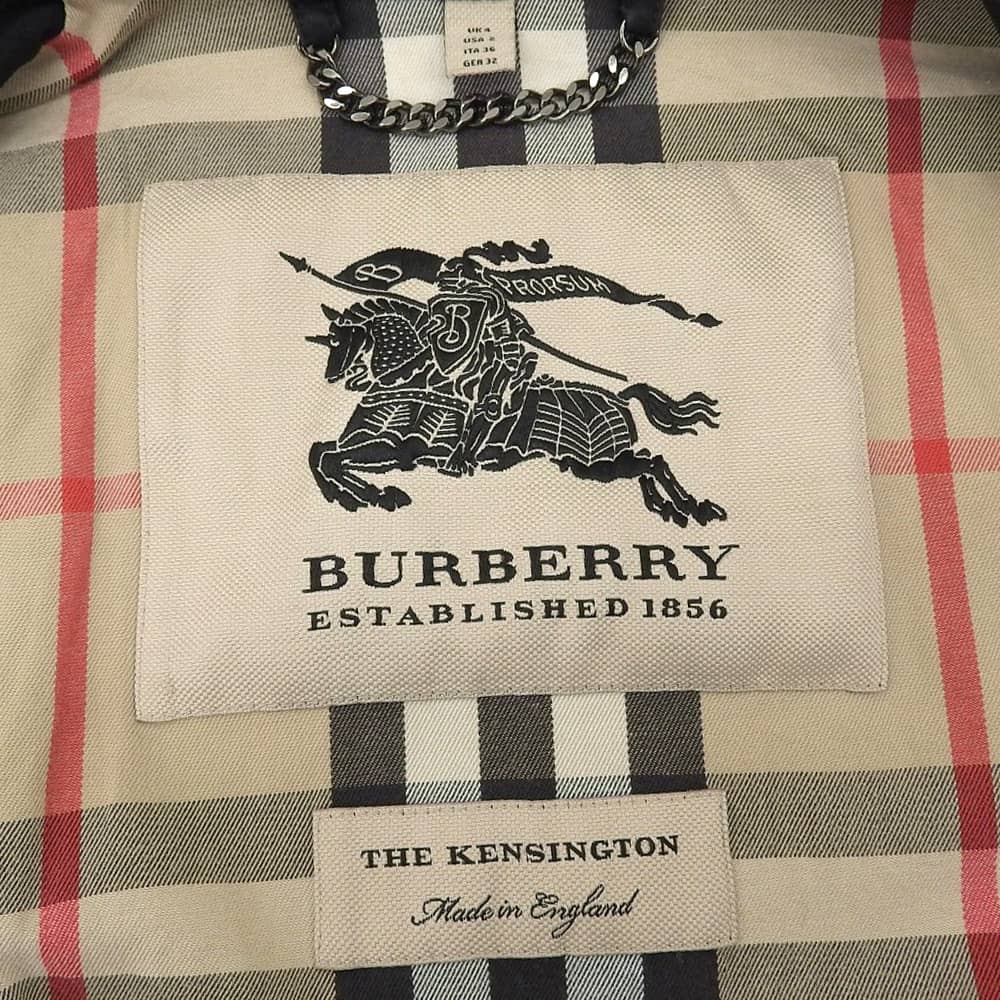 UK 4
USA 2
ITA 36
GER 32
B PRORSUM
B
BURBERRY
ESTABLISHED 1856
THE KENSINGTON
Made in England